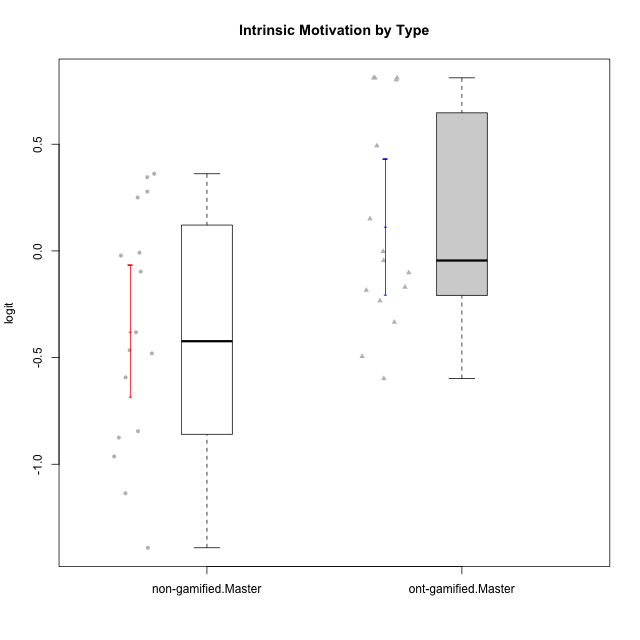 Intrinsic Motivation by Type
logit
0.5
0.0
-0.5
-1.0
non-gamified.Master
ont-gamified.Master